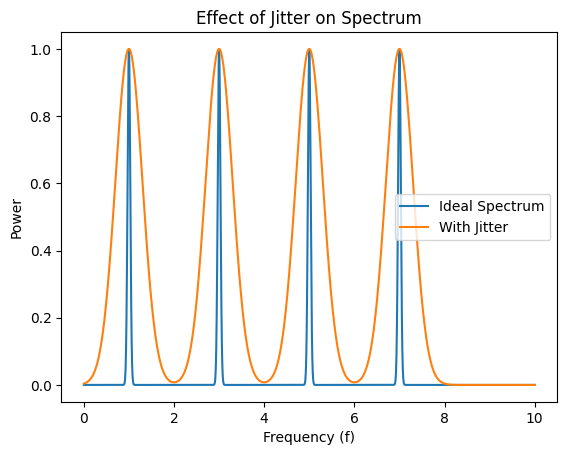 Effect of Jitter on Spectrum
Power
1.0
0.8
0.6
0.4
0.2
0.0
Ideal Spectrum
With Jitter
0 2 4 6 8 10
Frequency (f)